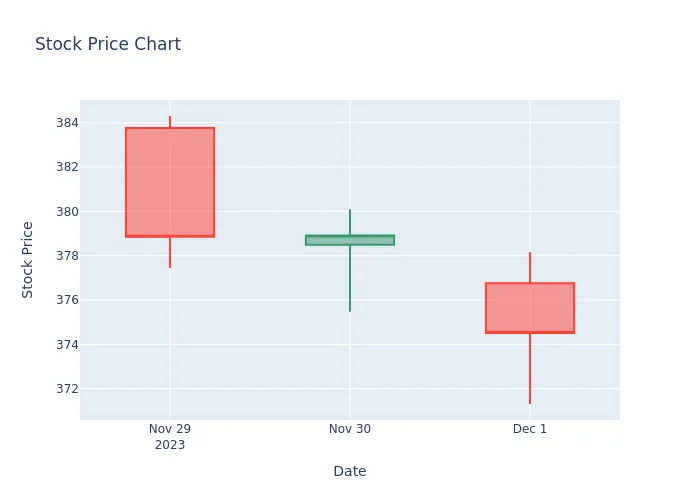 Stock Price Chart
384
382
380
378
376
374
372
Stock Price
Nov 29
2023
Nov 30
Dec 1
Date